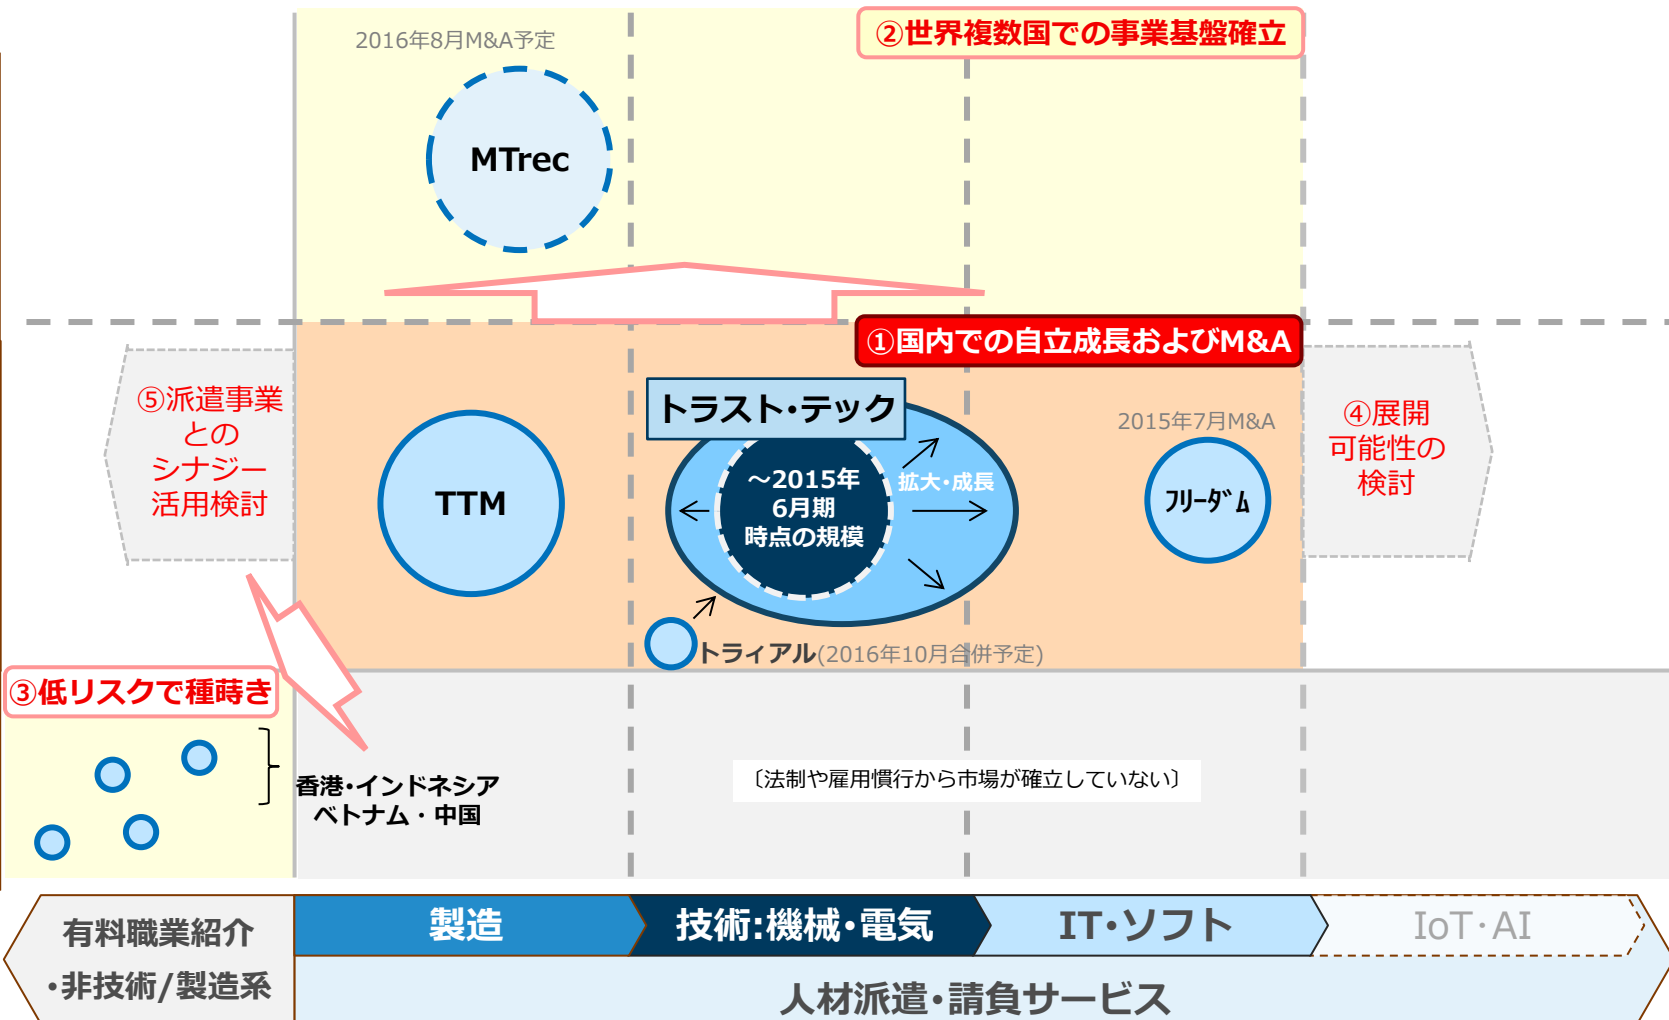 2016年8月M&A予定
②世界複数国での事業基盤確立
MTrec
①国内での自立成長およびM&A
⑤派遣事業
との
シナジー
活用検討
トラスト・テック
2015年7月M&A
④展開
可能性の
検討
TTM
～2015年
6月期
時点の規模
拡大・成長
ﾌﾘｰﾀﾞﾑ
トライアル(2016年10月合併予定)
③低リスクで種蒔き
香港・インドネシア
ベトナム・中国
〔法制や雇用慣行から市場が確立していない〕
有料職業紹介
・非技術/製造系
製造
技術:機械・電気
IT・ソフト
IoT・AI
人材派遣・請負サービス